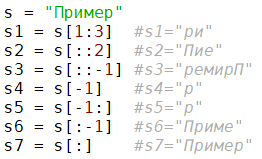 s = "Пример"
s1 = s[1:3] #s1="ри"
s2 = s[::2] #s2="Пие"
s3 = s[::-1] #s3="ремирП"
s4 = s[-1] #s4="р"
s5 = s[-1:] #s5="р"
s6 = s[:-1] #s6="Приме"
s7 = s[:] #s7="Пример"